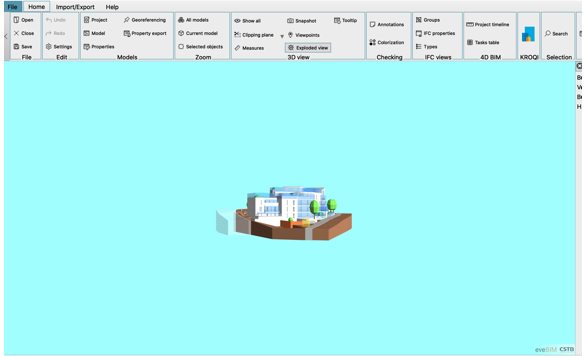 File Home Import/Export Help
Open Undo Project Georeferencing All models Show all Snapshot Tooltip Annotations Groups Project timeline Search
Close Redo Model Property export Current model Clipping plane Viewpoints Colorization IFC properties Tasks table
Save Settings Properties Selected objects Measures Exploded view Types
File Edit Models Zoom 3D view Checking IFC views 4D BIM KROQI Selection
eveBIM CSTB